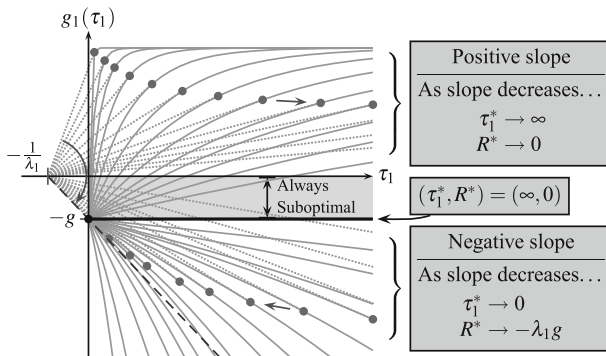 g₁(τ₁)
Positive slope
As slope decreases...
τ₁* → ∞
R* → 0
−1/λ₁
τ₁
Always
Suboptimal
(τ₁*, R*) = (∞, 0)
−g
Negative slope
As slope decreases...
τ₁* → 0
R* → −λ₁g